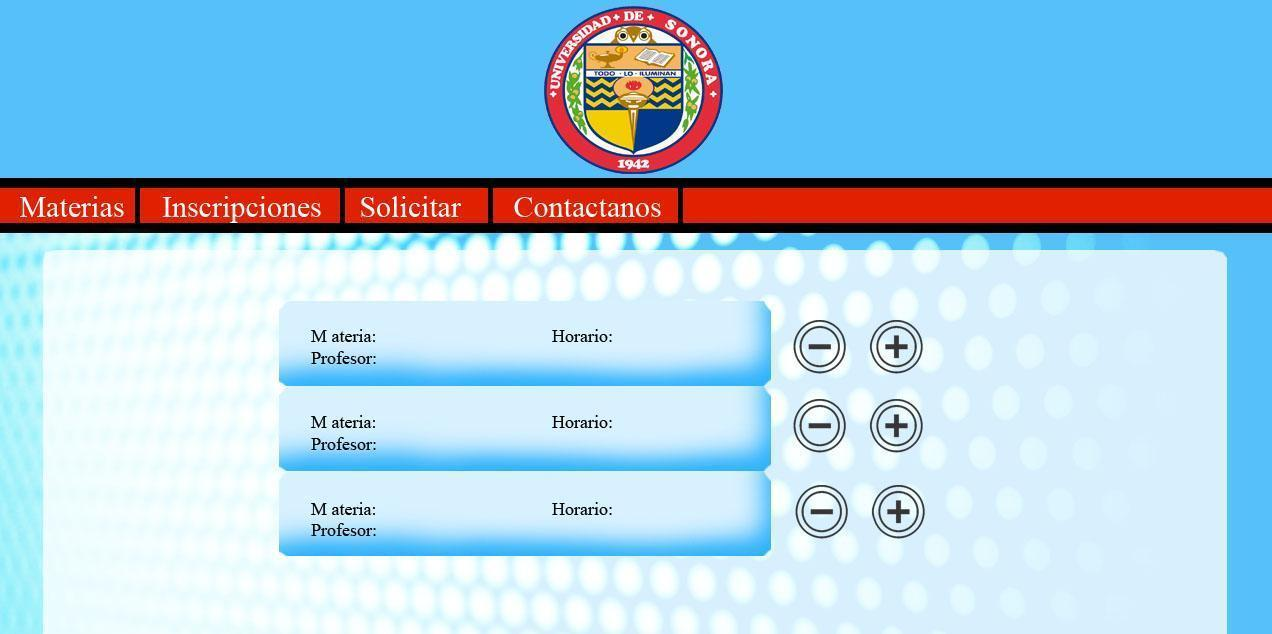 UNIVERSIDAD DE SONORA
TODO · LO · ILUMINAN
1942
Materias Inscripciones Solicitar Contactanos
M ateria: Horario:
Profesor:
M ateria: Horario:
Profesor:
M ateria: Horario:
Profesor: